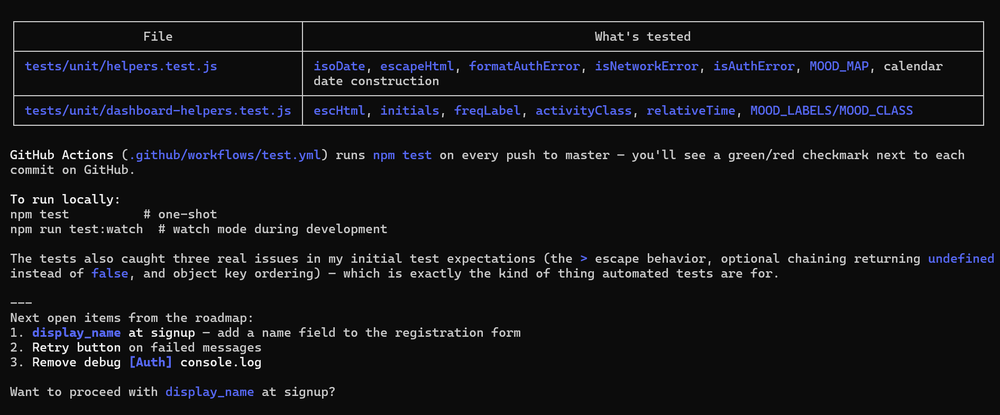 File What's tested
tests/unit/helpers.test.js isoDate, escapeHtml, formatAuthError, isNetworkError, isAuthError, MOOD_MAP, calendar
date construction
tests/unit/dashboard-helpers.test.js escHtml, initials, freqLabel, activityClass, relativeTime, MOOD_LABELS/MOOD_CLASS
GitHub Actions (.github/workflows/test.yml) runs npm test on every push to master — you'll see a green/red checkmark next to each
commit on GitHub.
To run locally:
npm test          # one-shot
npm run test:watch  # watch mode during development
The tests also caught three real issues in my initial test expectations (the > escape behavior, optional chaining returning undefined
instead of false, and object key ordering) — which is exactly the kind of thing automated tests are for.
---
Next open items from the roadmap:
1. display_name at signup — add a name field to the registration form
2. Retry button on failed messages
3. Remove debug [Auth] console.log
Want to proceed with display_name at signup?